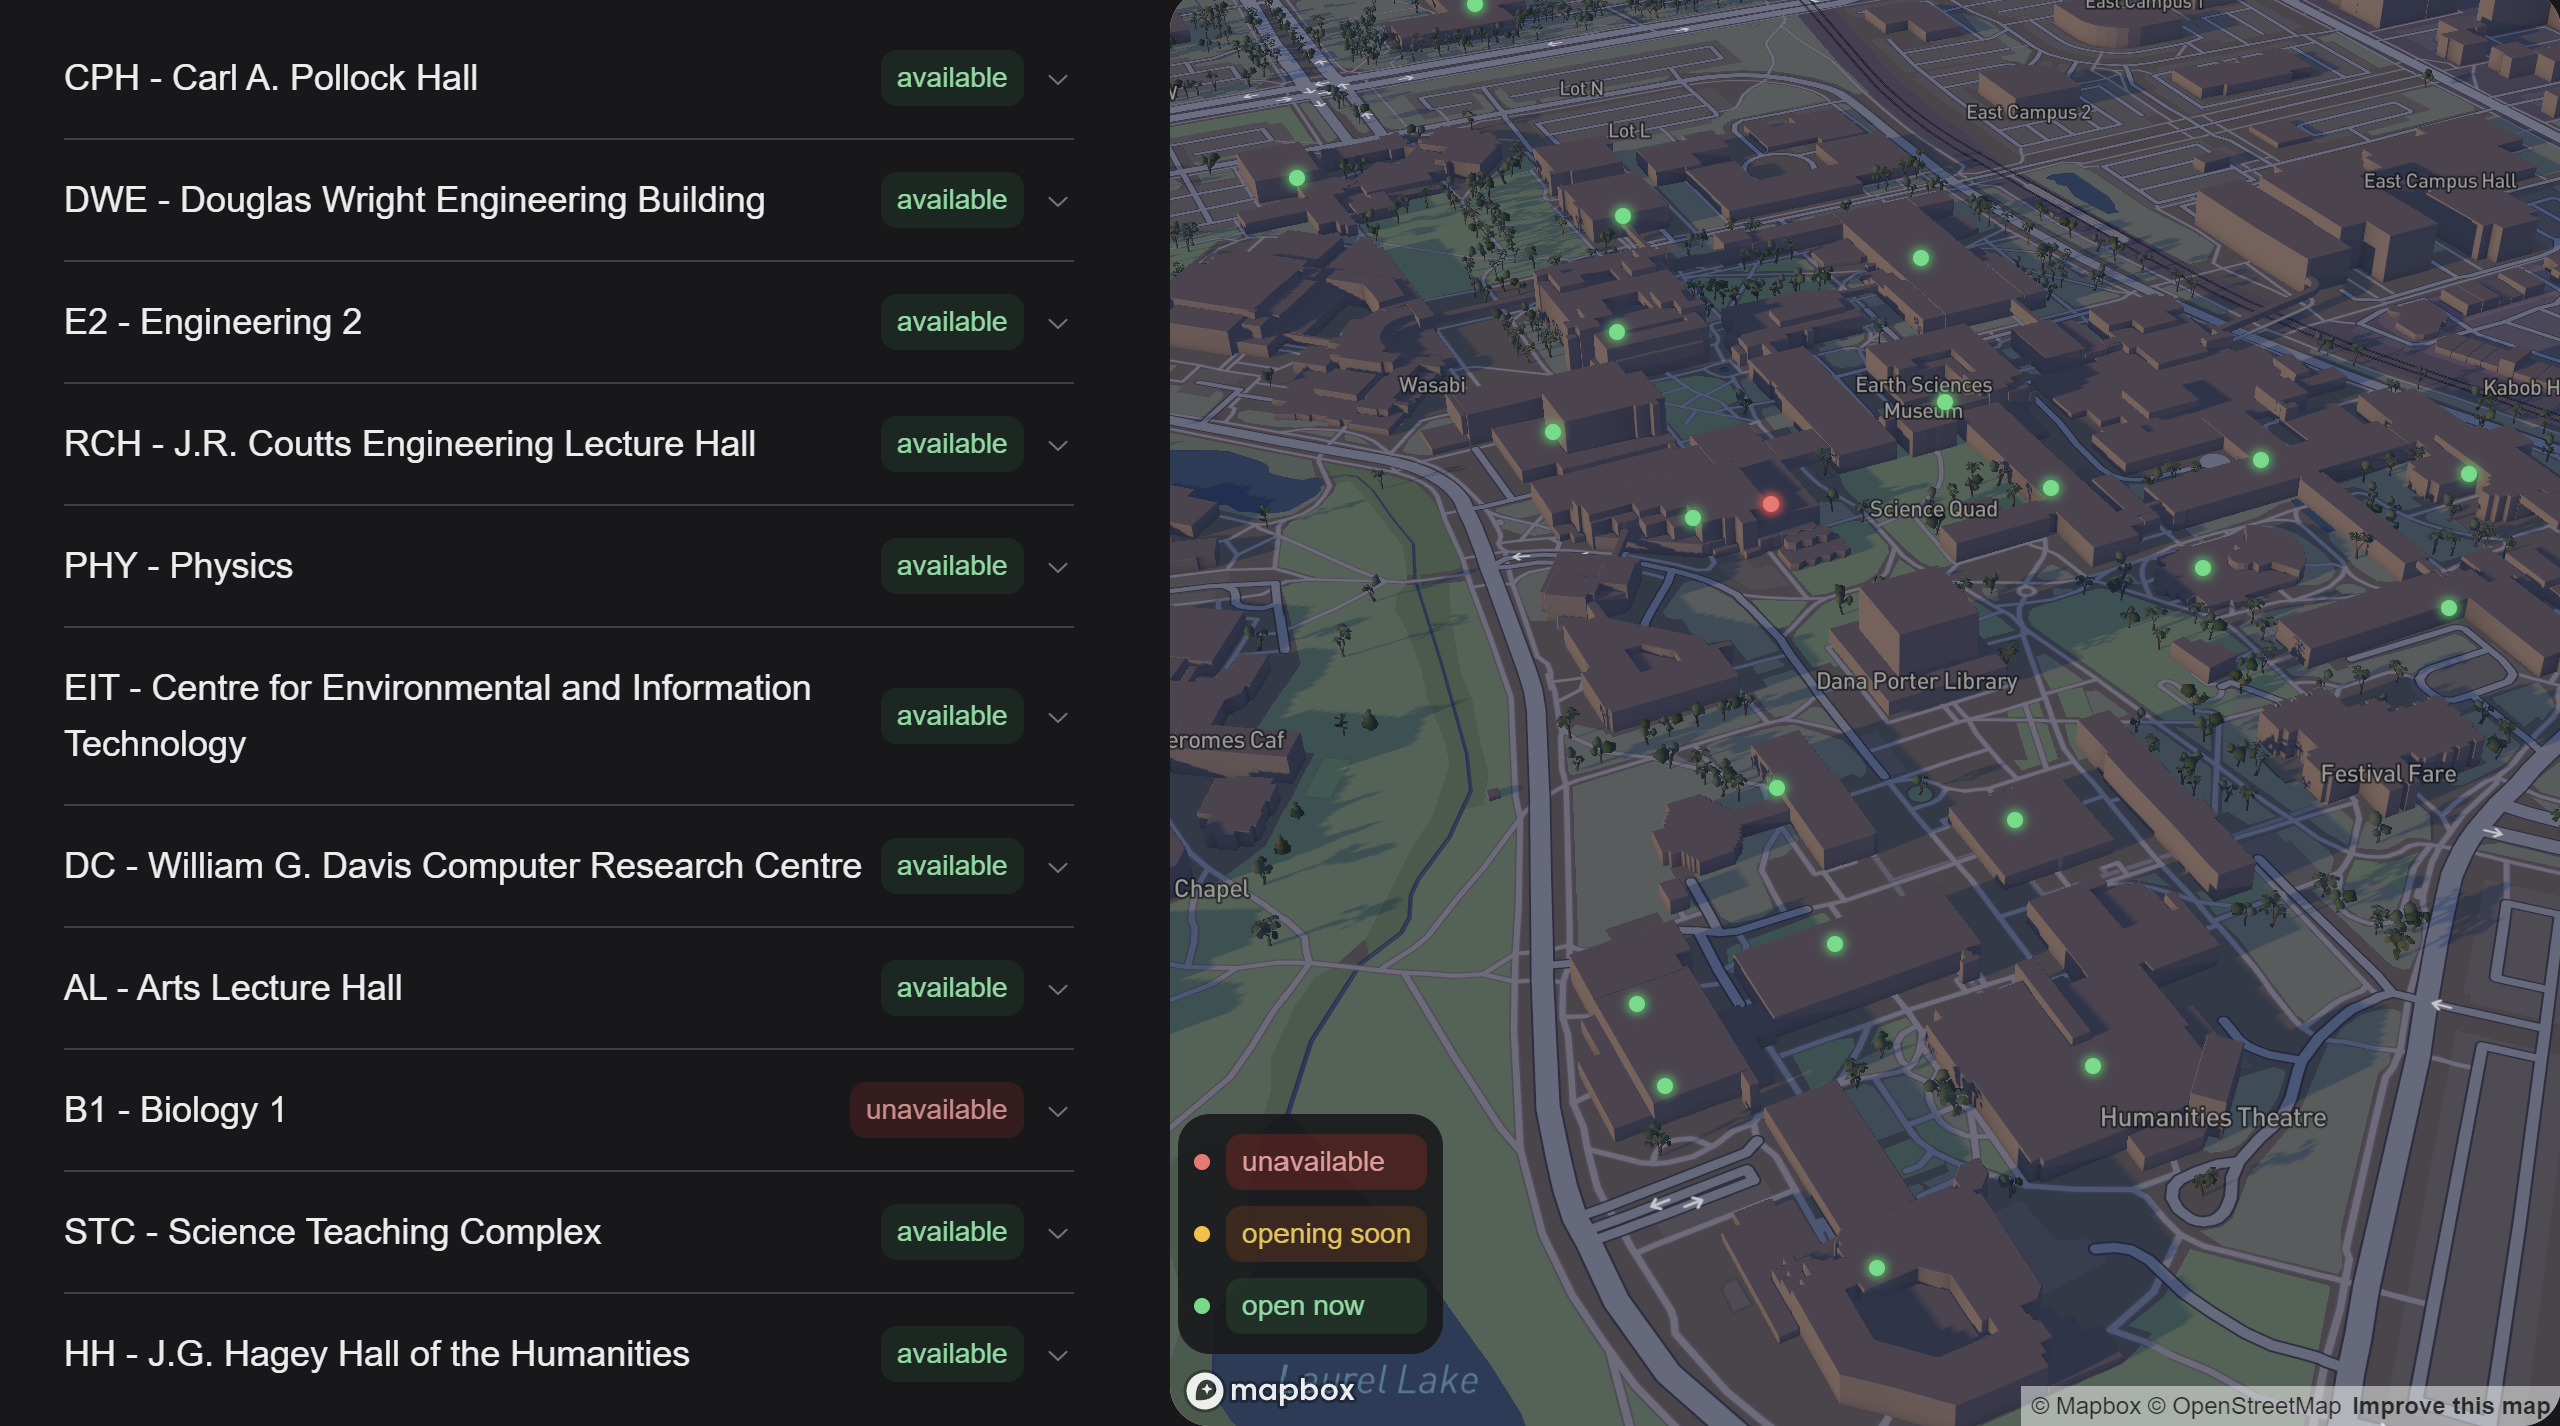 CPH - Carl A. Pollock Hall
available
DWE - Douglas Wright Engineering Building
available
E2 - Engineering 2
available
RCH - J.R. Coutts Engineering Lecture Hall
available
PHY - Physics
available
EIT - Centre for Environmental and Information
Technology
available
DC - William G. Davis Computer Research Centre
available
AL - Arts Lecture Hall
available
B1 - Biology 1
unavailable
STC - Science Teaching Complex
available
HH - J.G. Hagey Hall of the Humanities
available
East Campus 1
Lot N
East Campus 2
Lot L
East Campus Hall
Wasabi
Earth Sciences
Museum
Kabob H
Science Quad
Dana Porter Library
eromes Caf
Festival Fare
Chapel
Humanities Theatre
unavailable
opening soon
open now
Laurel Lake
mapbox
© Mapbox © OpenStreetMap Improve this map